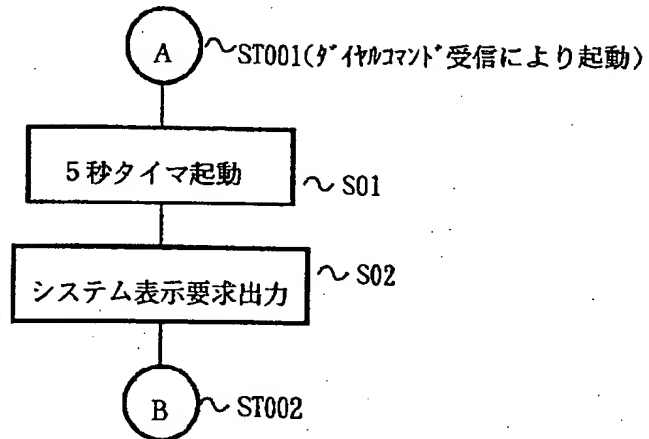 A ～ST001(ﾀﾞｲﾔﾙｺﾏﾝﾄﾞ受信により起動)
5秒タイマ起動
～S01
システム表示要求出力
～S02
B ～ST002